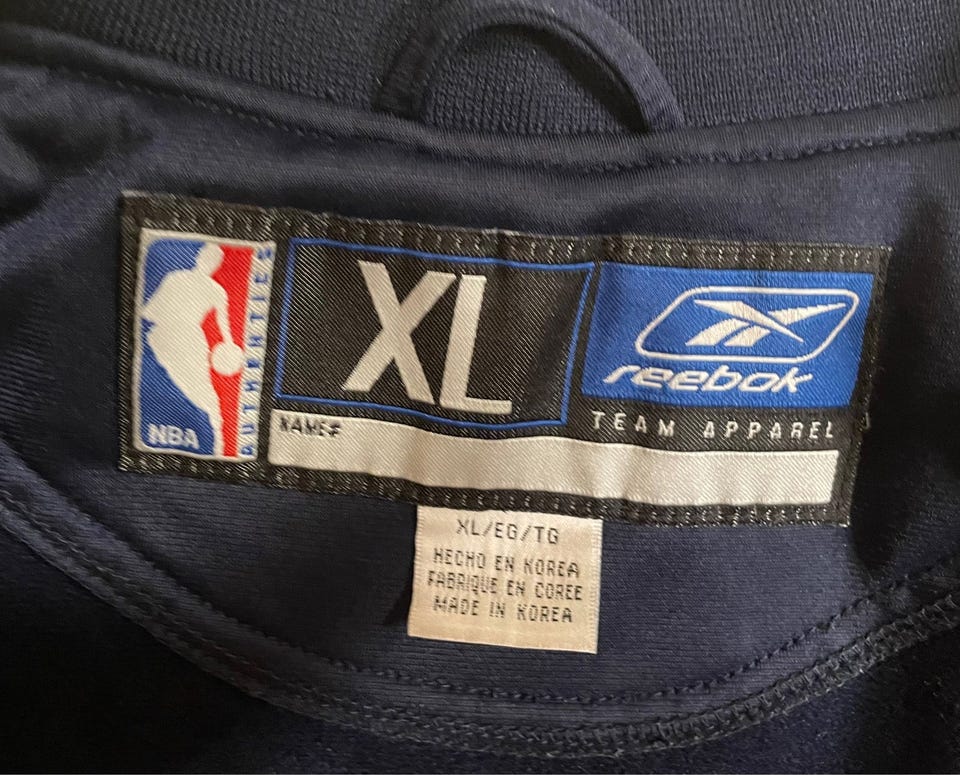 NBA
AUTHENTICS
XL
reebok
TEAM APPAREL
NAME#
XL/EG/TG
HECHO EN KOREA
FABRIQUE EN COREE
MADE IN KOREA